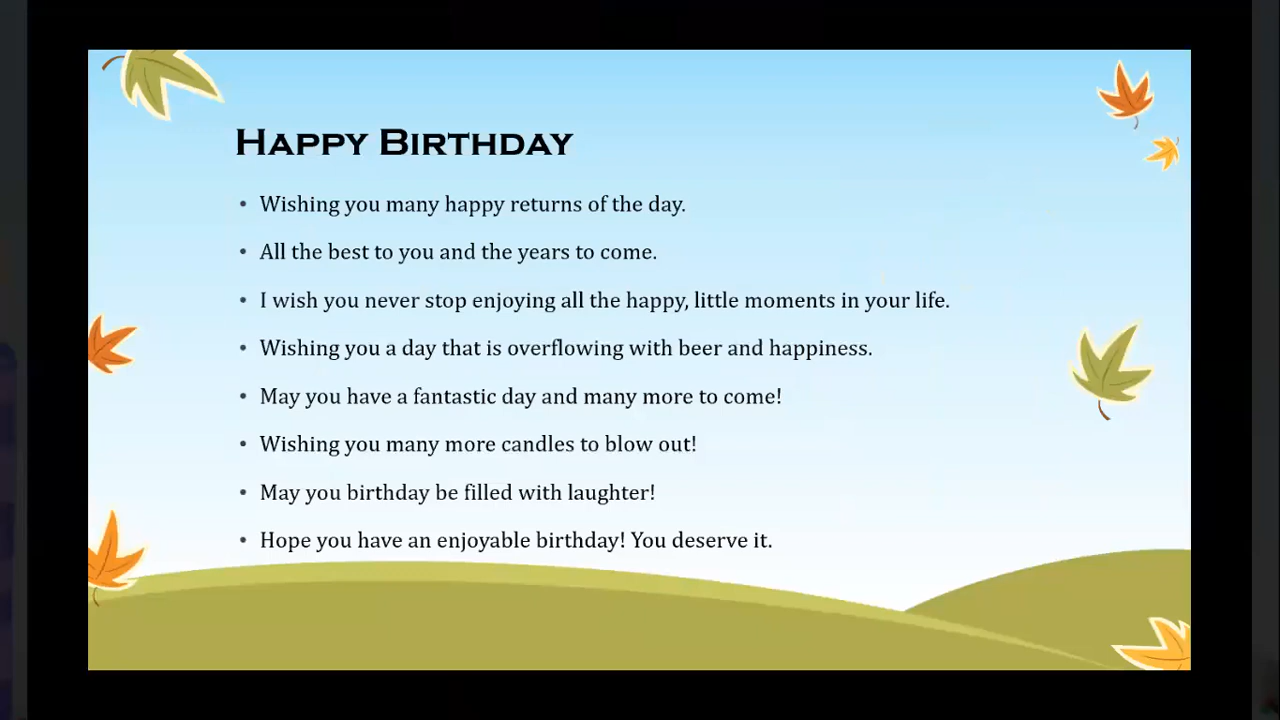 Happy Birthday
• Wishing you many happy returns of the day.
• All the best to you and the years to come.
• I wish you never stop enjoying all the happy, little moments in your life.
• Wishing you a day that is overflowing with beer and happiness.
• May you have a fantastic day and many more to come!
• Wishing you many more candles to blow out!
• May you birthday be filled with laughter!
• Hope you have an enjoyable birthday! You deserve it.